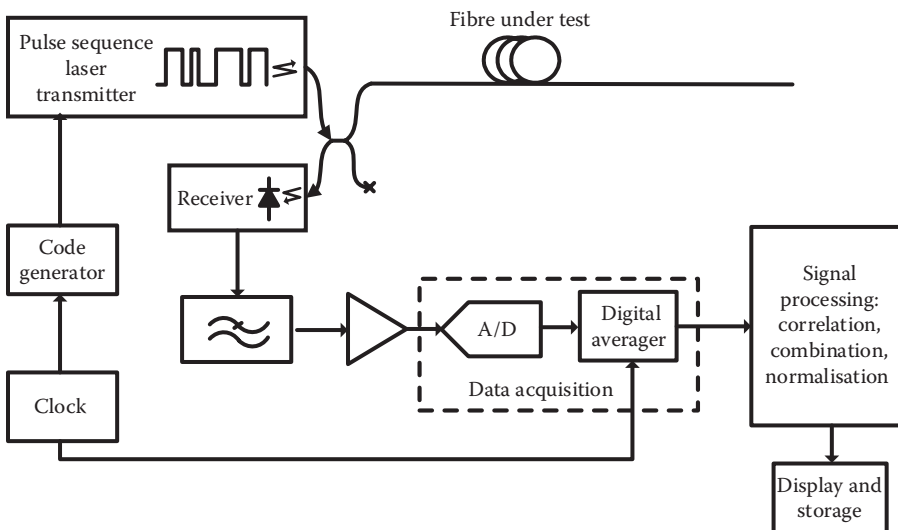 Fibre under test
Pulse sequence
laser
transmitter
Receiver
Code
generator
Clock
A/D
Digital
averager
Data acquisition
Signal
processing:
correlation,
combination,
normalisation
Display and
storage